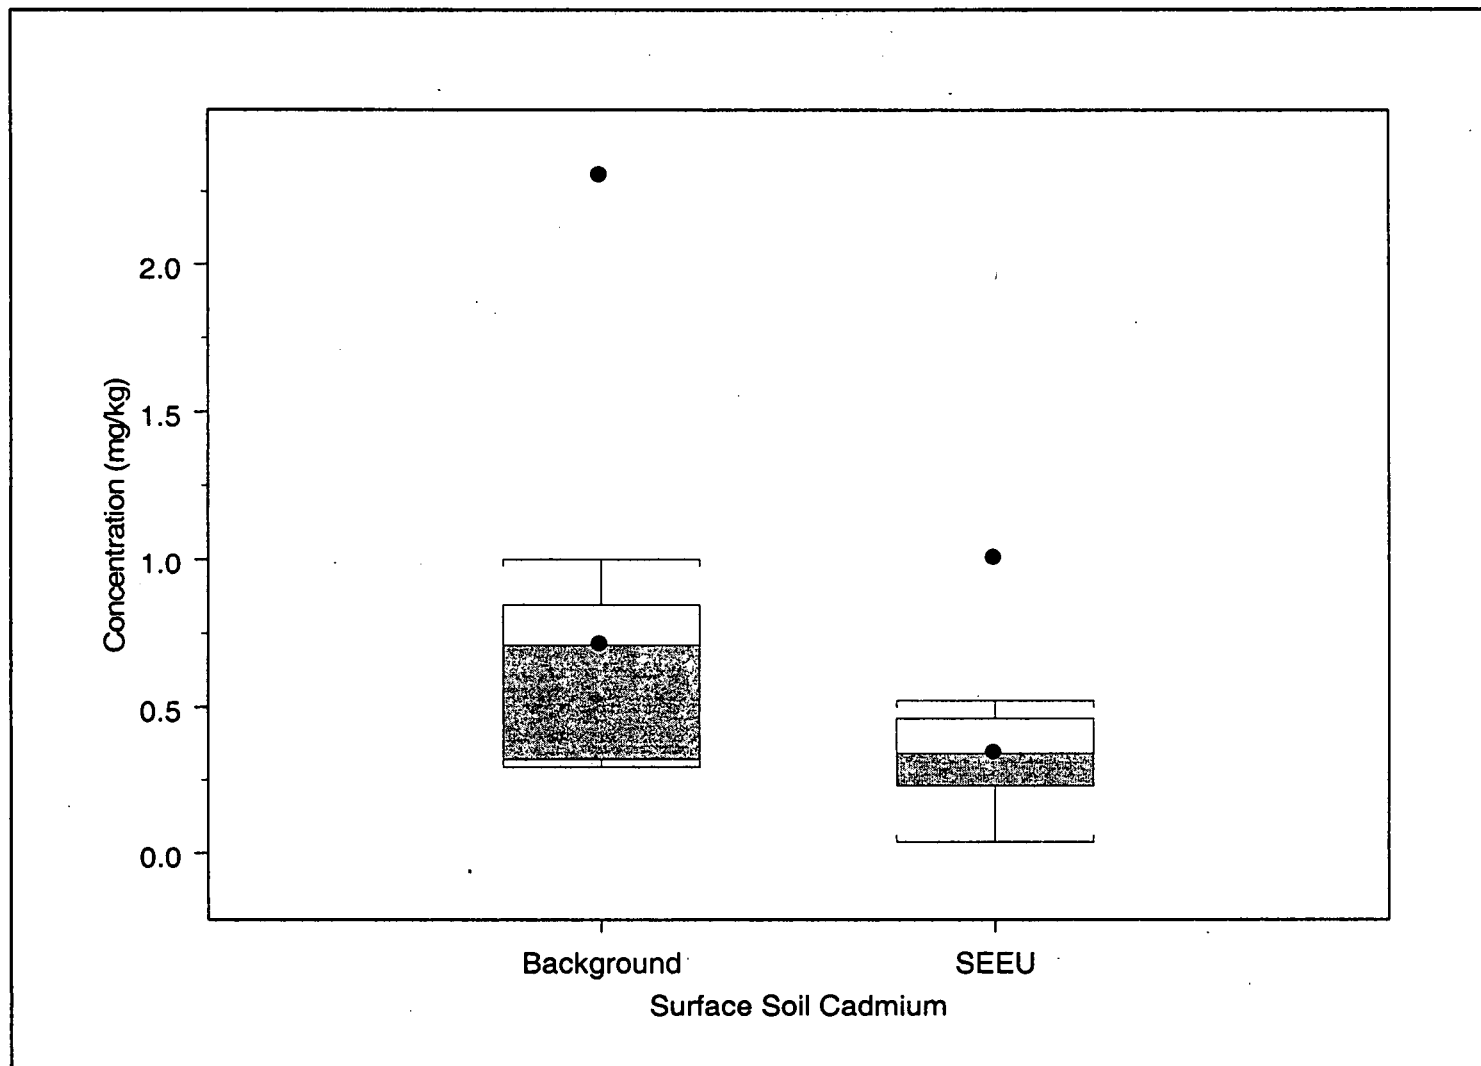 2.0
1.5
Concentration (mg/kg)
1.0
0.5
0.0
Background
SEEU
Surface Soil Cadmium